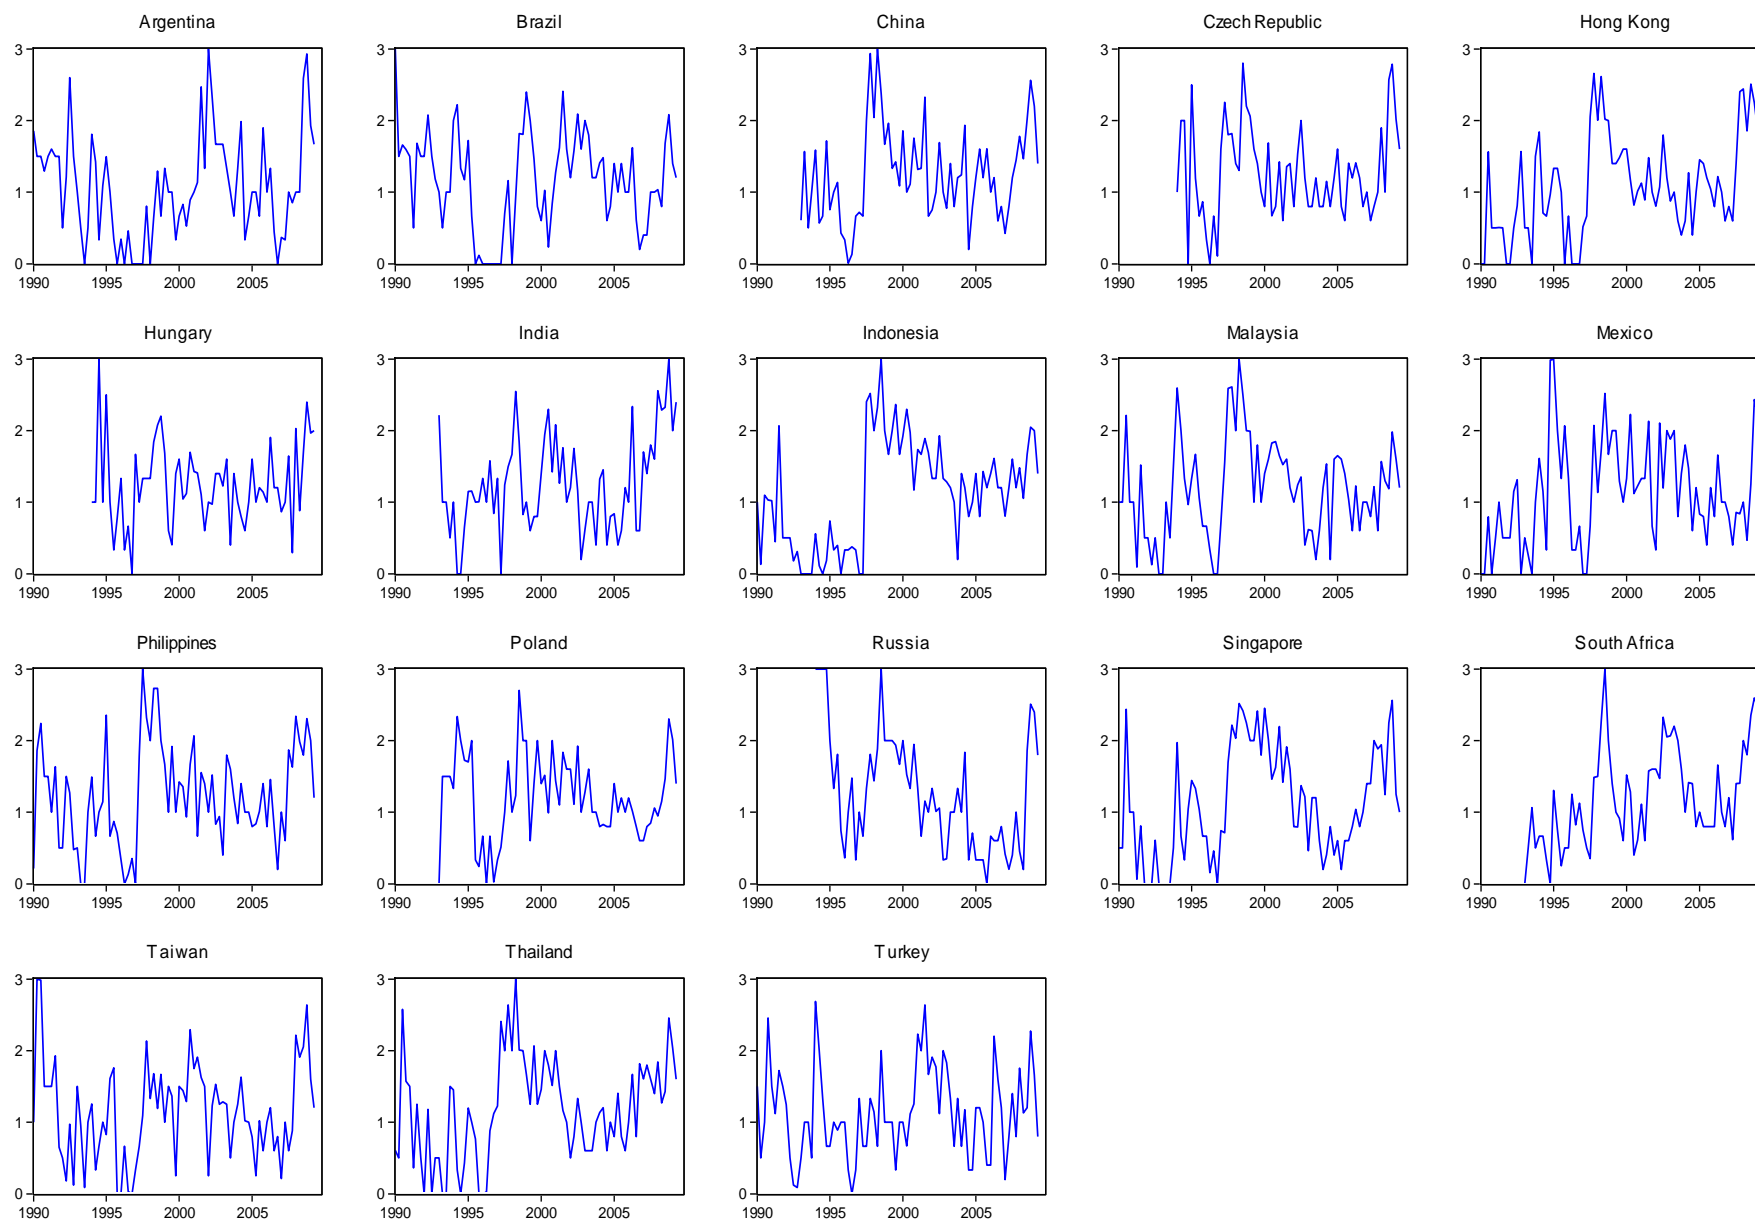 Argentina Brazil China Czech Republic Hong Kong
3 3 3 3 3
2 2 2 2 2
1 1 1 1 1
0 0 0 0 0
1990 1995 2000 2005 1990 1995 2000 2005 1990 1995 2000 2005 1990 1995 2000 2005 1990 1995 2000 2005
Hungary India Indonesia Malaysia Mexico
3 3 3 3 3
2 2 2 2 2
1 1 1 1 1
0 0 0 0 0
1990 1995 2000 2005 1990 1995 2000 2005 1990 1995 2000 2005 1990 1995 2000 2005 1990 1995 2000 2005
Philippines Poland Russia Singapore South Africa
3 3 3 3 3
2 2 2 2 2
1 1 1 1 1
0 0 0 0 0
1990 1995 2000 2005 1990 1995 2000 2005 1990 1995 2000 2005 1990 1995 2000 2005 1990 1995 2000 2005
Taiwan Thailand Turkey
3 3 3
2 2 2
1 1 1
0 0 0
1990 1995 2000 2005 1990 1995 2000 2005 1990 1995 2000 2005